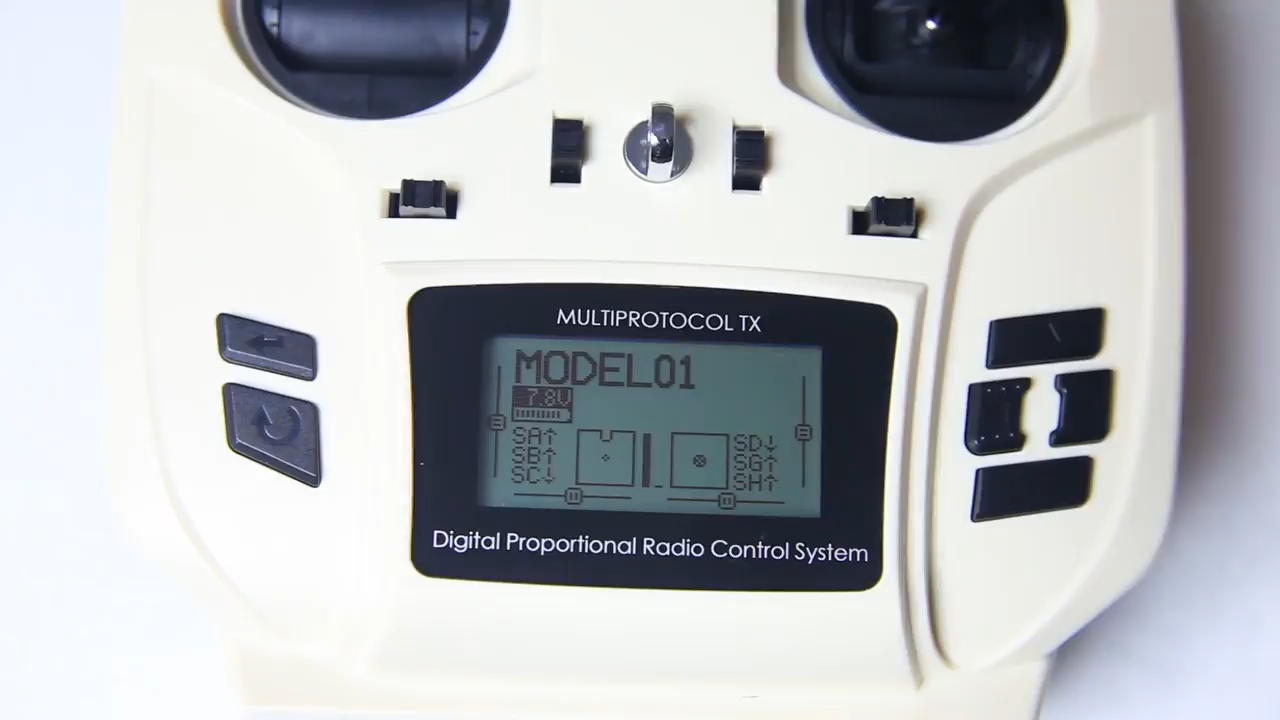 MULTIPROTOCOL TX
MODEL01
7.8V
SA↑ SD↓
SB↑ SG↑
SC↓ SH↑
Digital Proportional Radio Control System